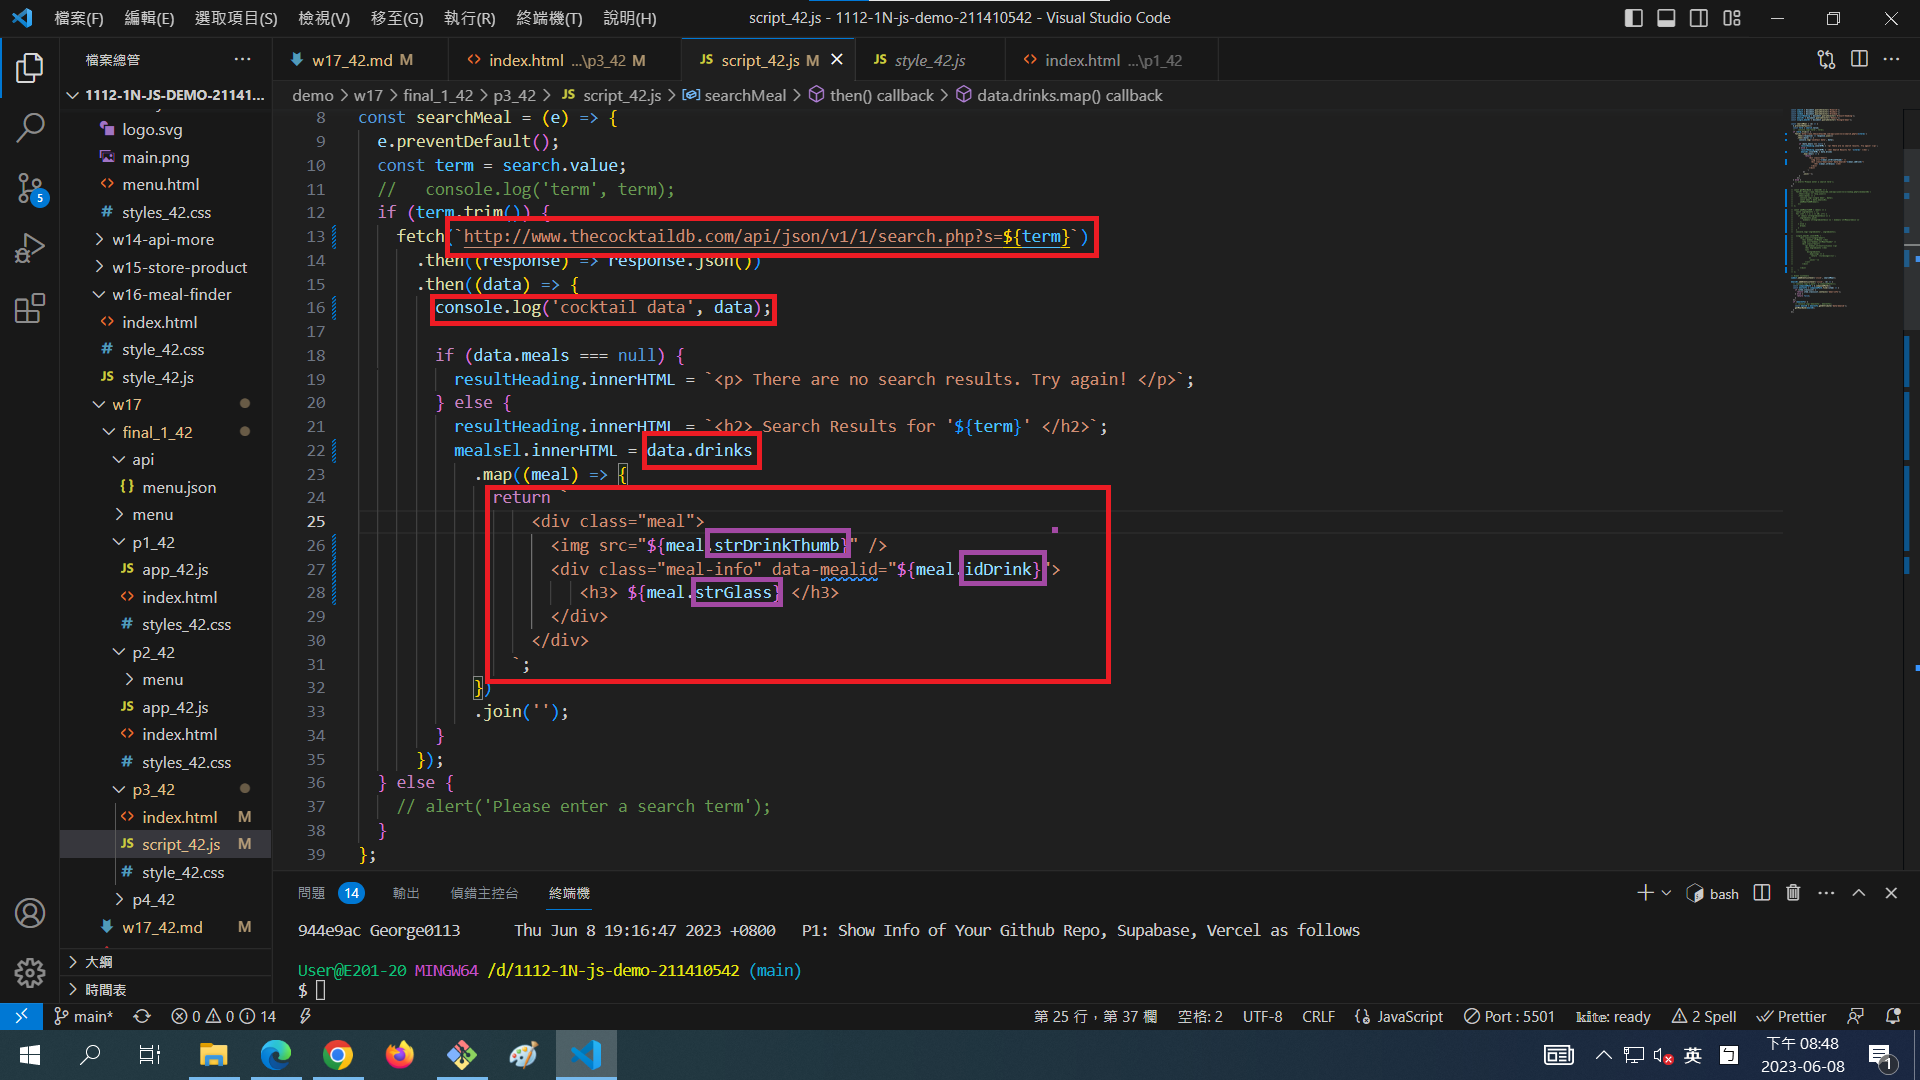 檔案(F) 編輯(E) 選取項目(S) 檢視(V) 移至(G) 執行(R) 終端機(T) 說明(H) script_42.js - 1112-1N-js-demo-211410542 - Visual Studio Code
檔案總管
w17_42.md M
index.html ...\p3_42 M
JS script_42.js M
JS style_42.js
index.html ...\p1_42
demo > w17 > final_1_42 > p3_42 > JS script_42.js > searchMeal > then() callback > data.drinks.map() callback
1112-1N-JS-DEMO-21141...
logo.svg
main.png
menu.html
# styles_42.css
w14-api-more
w15-store-product
w16-meal-finder
index.html
# style_42.css
JS style_42.js
w17
final_1_42
api
menu.json
menu
p1_42
JS app_42.js
index.html
# styles_42.css
p2_42
menu
JS app_42.js
index.html
# styles_42.css
p3_42
index.html M
JS script_42.js M
# style_42.css
p4_42
w17_42.md M
大綱
時間表
5
8 const searchMeal = (e) => {
9 e.preventDefault();
10 const term = search.value;
11 //   console.log('term', term);
12 if (term.trim()) {
13 fetch(`http://www.thecocktaildb.com/api/json/v1/1/search.php?s=${term}`)
14 .then((response) => response.json())
15 .then((data) => {
16 console.log('cocktail data', data);
17
18 if (data.meals === null) {
19 resultHeading.innerHTML = `<p> There are no search results. Try again! </p>`;
20 } else {
21 resultHeading.innerHTML = `<h2> Search Results for '${term}' </h2>`;
22 mealsEl.innerHTML = data.drinks
23 .map((meal) => {
24 return `
25 <div class="meal">
26 <img src="${meal.strDrinkThumb}" />
27 <div class="meal-info" data-mealid="${meal.idDrink}">
28 <h3> ${meal.strGlass} </h3>
29 </div>
30 </div>
31 `;
32 })
33 .join('');
34 }
35 });
36 } else {
37 // alert('Please enter a search term');
38 }
39 };
問題 14 輸出 偵錯主控台 終端機 bash
944e9ac George0113 Thu Jun 8 19:16:47 2023 +0800 P1: Show Info of Your Github Repo, Supabase, Vercel as follows
User@E201-20 MINGW64 /d/1112-1N-js-demo-211410542 (main)
$
main* 0 0 14 第 25 行，第 37 欄 空格: 2 UTF-8 CRLF JavaScript Port : 5501 kite: ready 2 Spell Prettier
英 ㄅ 下午 08:48
2023-06-08
1